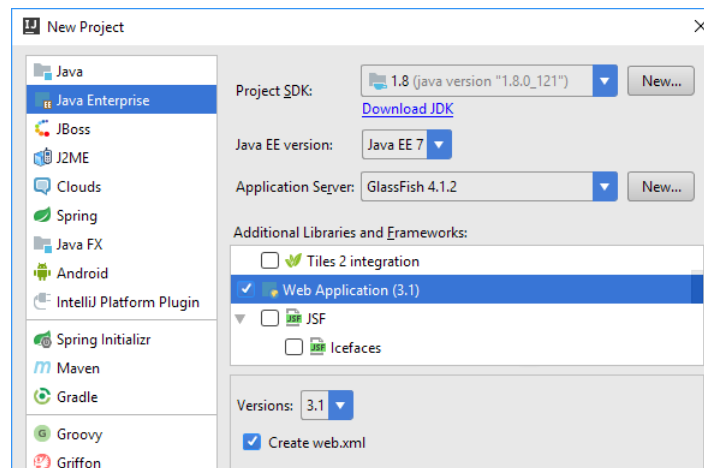 New Project
Java
Java Enterprise
JBoss
J2ME
Clouds
Spring
Java FX
Android
IntelliJ Platform Plugin
Spring Initializr
Maven
Gradle
Groovy
Griffon
Project SDK: 1.8 (java version "1.8.0_121") New...
Download JDK
Java EE version: Java EE 7
Application Server: GlassFish 4.1.2 New...
Additional Libraries and Frameworks:
Tiles 2 integration
Web Application (3.1)
JSF JSF
JSF Icefaces
Versions: 3.1
Create web.xml